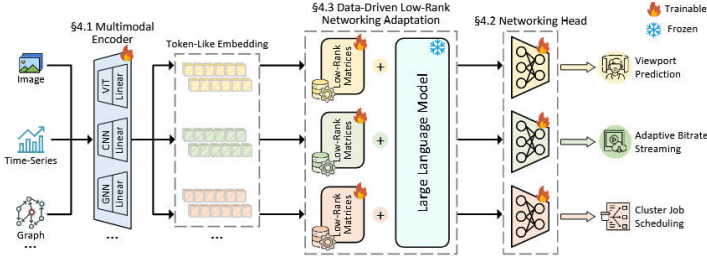 §4.1 Multimodal
Encoder
Token-Like Embedding
§4.3 Data-Driven Low-Rank
Networking Adaptation
§4.2 Networking Head
Trainable
Frozen
Image
Time-Series
Graph
...
ViT
Linear
CNN
Linear
GNN
Linear
...
...
Low-Rank
Matrices
+
Low-Rank
Matrices
+
Low-Rank
Matrices
+
Large Language Model
Viewport
Prediction
Adaptive Bitrate
Streaming
Cluster Job
Scheduling
...